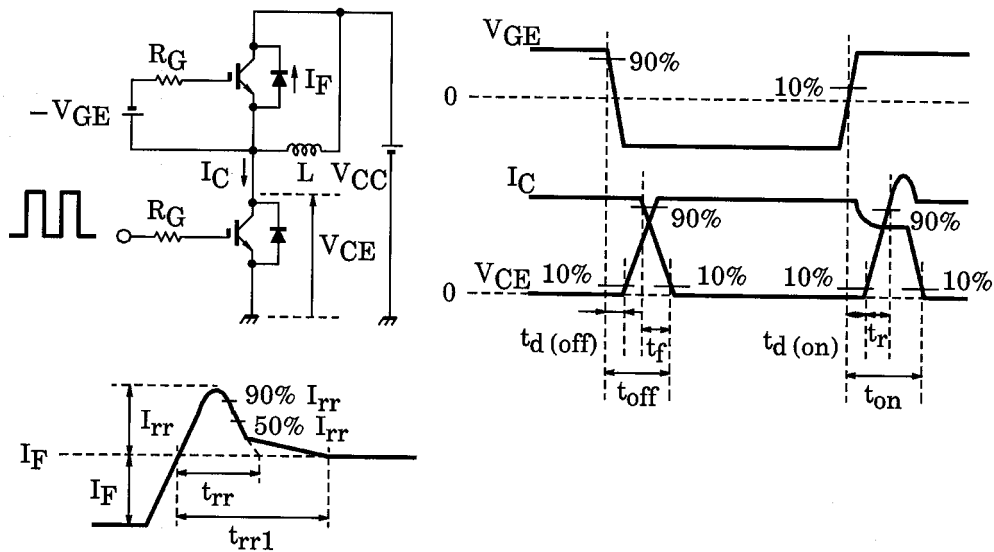 R_G
I_F
−V_GE
I_C
L
V_CC
R_G
V_CE
V_GE
90%
10%
0
I_C
90%
90%
V_CE
10%
10%
10%
10%
0
t_d (off)
t_f
t_d (on)
t_r
t_off
t_on
I_rr
90% I_rr
50% I_rr
I_F
I_F
t_rr
t_rr1